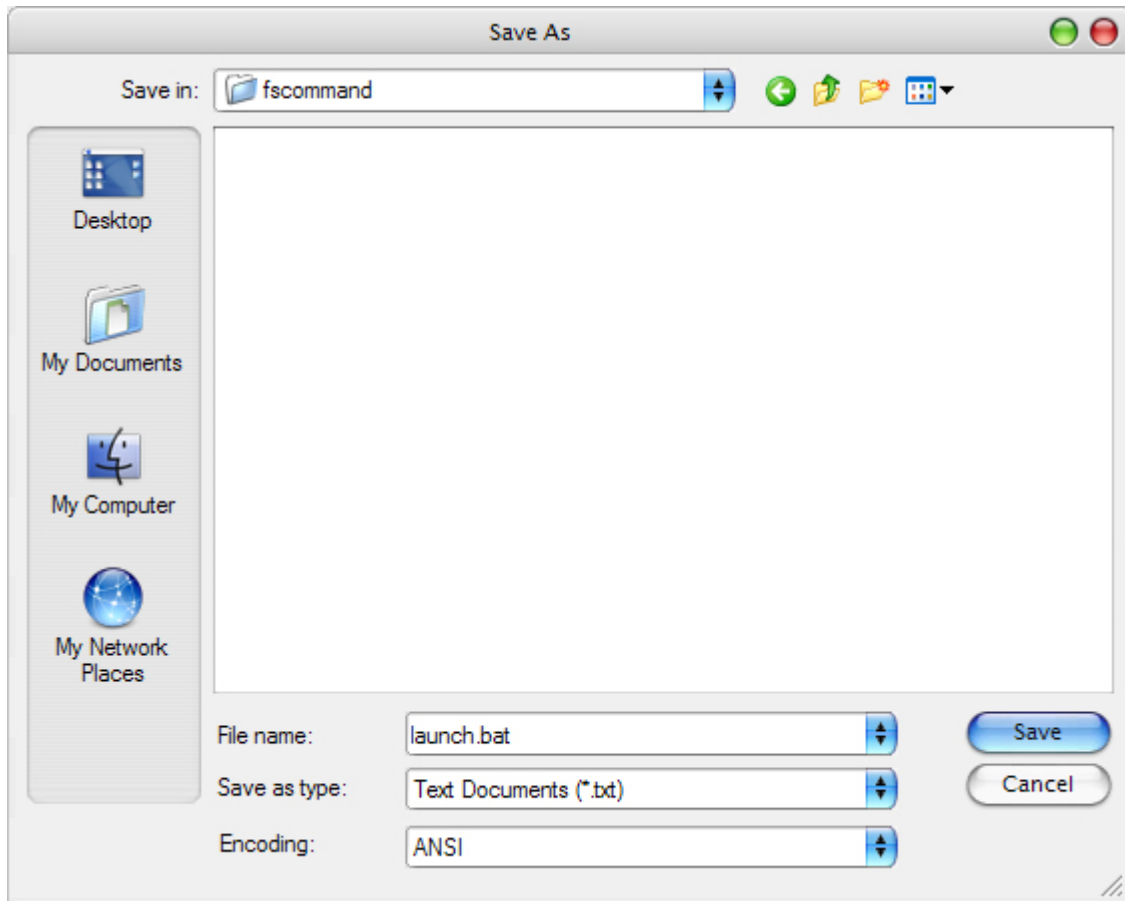 Save As
Save in:
fscommand
Desktop
My Documents
My Computer
My Network
Places
File name:
launch.bat
Save as type:
Text Documents (*.txt)
Encoding:
ANSI
Save
Cancel